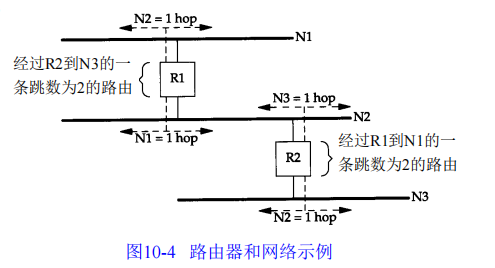 N2 = 1 hop
N1
经过R2到N3的一
条跳数为2的路由
R1
N3 = 1 hop
N2
N1 = 1 hop
经过R1到N1的一
条跳数为2的路由
R2
N3
N2 = 1 hop
图10-4 路由器和网络示例